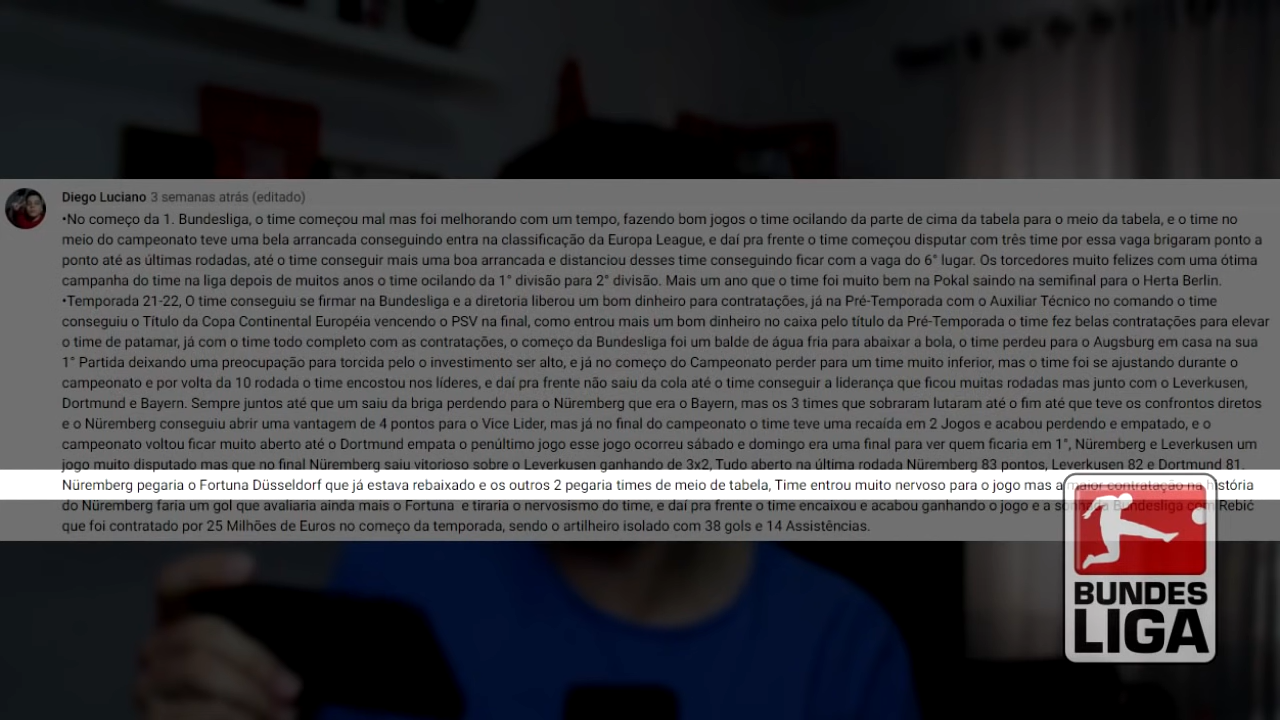 Diego Luciano 3 semanas atrás (editado)
•No começo da 1. Bundesliga, o time começou mal mas foi melhorando com um tempo, fazendo bom jogos o time ocilando da parte de cima da tabela para o meio da tabela, e o time no
meio do campeonato teve uma bela arrancada conseguindo entra na classificação da Europa League, e daí pra frente o time começou disputar com três time por essa vaga brigaram ponto a
ponto até as últimas rodadas, até o time conseguir mais uma boa arrancada e distanciou desses time conseguindo ficar com a vaga do 6° lugar. Os torcedores muito felizes com uma ótima
campanha do time na liga depois de muitos anos o time ocilando da 1° divisão para 2° divisão. Mais um ano que o time foi muito bem na Pokal saindo na semifinal para o Herta Berlin.
•Temporada 21-22, O time conseguiu se firmar na Bundesliga e a diretoria liberou um bom dinheiro para contratações, já na Pré-Temporada com o Auxiliar Técnico no comando o time
conseguiu o Título da Copa Continental Européia vencendo o PSV na final, como entrou mais um bom dinheiro no caixa pelo título da Pré-Temporada o time fez belas contratações para elevar
o time de patamar, já com o time todo completo com as contratações, o começo da Bundesliga foi um balde de água fria para abaixar a bola, o time perdeu para o Augsburg em casa na sua
1° Partida deixando uma preocupação para torcida pelo o investimento ser alto, e já no começo do Campeonato perder para um time muito inferior, mas o time foi se ajustando durante o
campeonato e por volta da 10 rodada o time encostou nos líderes, e daí pra frente não saiu da cola até o time conseguir a liderança que ficou muitas rodadas mas junto com o Leverkusen,
Dortmund e Bayern. Sempre juntos até que um saiu da briga perdendo para o Nüremberg que era o Bayern, mas os 3 times que sobraram lutaram até o fim até que teve os confrontos diretos
e o Nüremberg conseguiu abrir uma vantagem de 4 pontos para o Vice Lider, mas já no final do campeonato o time teve uma recaída em 2 Jogos e acabou perdendo e empatado, e o
campeonato voltou ficar muito aberto até o Dortmund empata o penúltimo jogo esse jogo ocorreu sábado e domingo era uma final para ver quem ficaria em 1°, Nüremberg e Leverkusen um
jogo muito disputado mas que no final Nüremberg saiu vitorioso sobre o Leverkusen ganhando de 3x2, Tudo aberto na última rodada Nüremberg 83 pontos, Leverkusen 82 e Dortmund 81.
Nüremberg pegaria o Fortuna Düsseldorf que já estava rebaixado e os outros 2 pegaria times de meio de tabela, Time entrou muito nervoso para o jogo mas a maior contratação na história
do Nüremberg faria um gol que avaliaria ainda mais o Fortuna e tiraria o nervosismo do time, e daí pra frente o time encaixou e acabou ganhando o jogo e a sonhada Bundesliga com Rebić
que foi contratado por 25 Milhões de Euros no começo da temporada, sendo o artilheiro isolado com 38 gols e 14 Assistências.
BUNDES
LIGA